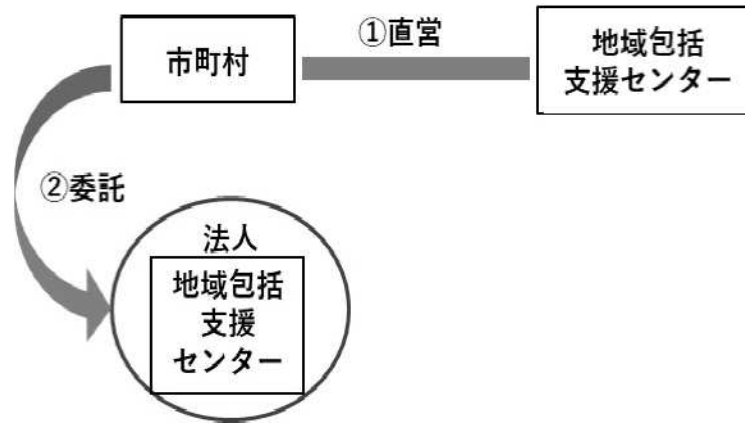 市町村
①直営
地域包括
支援センター
②委託
法人
地域包括
支援
センター